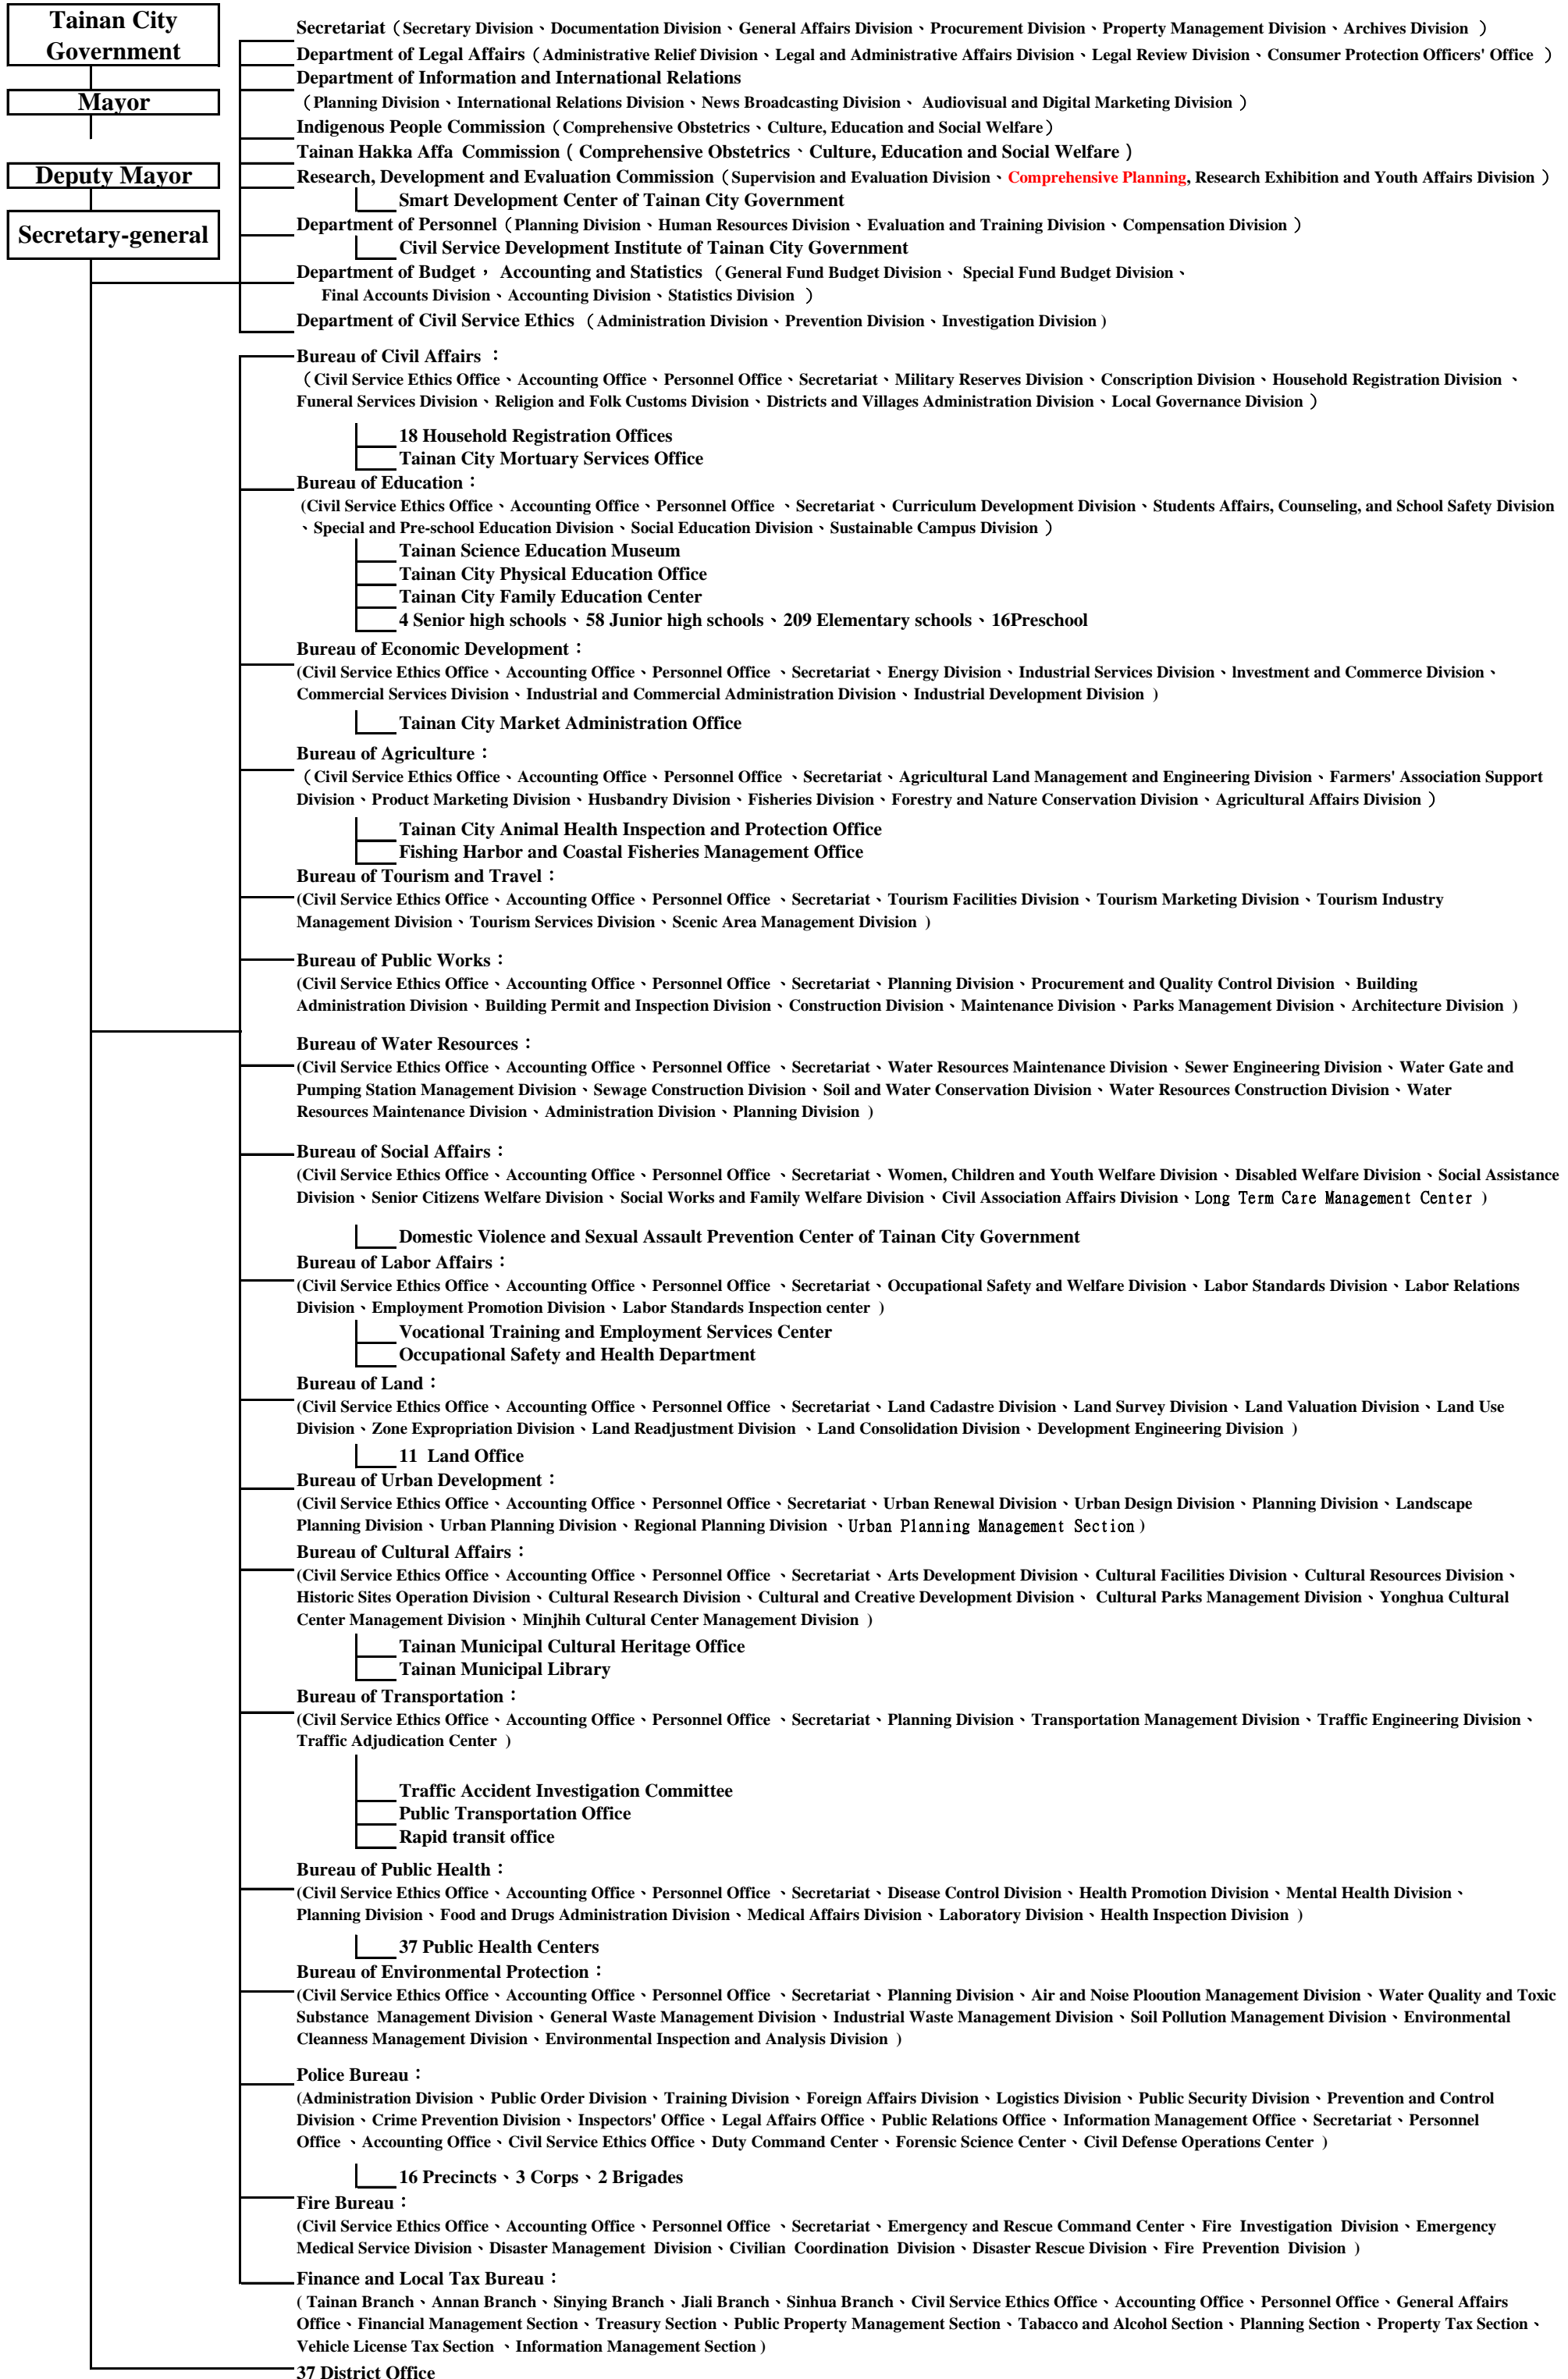 Tainan City
Government
Mayor
Deputy Mayor
Secretary-general
Secretariat（Secretary Division、Documentation Division、General Affairs Division、Procurement Division、Property Management Division、Archives Division ）
Department of Legal Affairs（Administrative Relief Division、Legal and Administrative Affairs Division、Legal Review Division、Consumer Protection Officers' Office ）
Department of Information and International Relations
（Planning Division、International Relations Division、News Broadcasting Division、 Audiovisual and Digital Marketing Division ）
Indigenous People Commission（Comprehensive Obstetrics、Culture, Education and Social Welfare）
Tainan Hakka Affa Commission（ Comprehensive Obstetrics、Culture, Education and Social Welfare ）
Research, Development and Evaluation Commission（Supervision and Evaluation Division、Comprehensive Planning, Research Exhibition and Youth Affairs Division ）
Smart Development Center of Tainan City Government
Department of Personnel（Planning Division、Human Resources Division、Evaluation and Training Division、Compensation Division ）
Civil Service Development Institute of Tainan City Government
Department of Budget， Accounting and Statistics （General Fund Budget Division、 Special Fund Budget Division、
Final Accounts Division、Accounting Division、Statistics Division ）
Department of Civil Service Ethics （Administration Division、Prevention Division、Investigation Division )
Bureau of Civil Affairs ：
（Civil Service Ethics Office、Accounting Office、Personnel Office、Secretariat、Military Reserves Division、Conscription Division、Household Registration Division 、
Funeral Services Division、Religion and Folk Customs Division、Districts and Villages Administration Division、Local Governance Division ）
18 Household Registration Offices
Tainan City Mortuary Services Office
Bureau of Education：
(Civil Service Ethics Office、Accounting Office、Personnel Office 、Secretariat、Curriculum Development Division、Students Affairs, Counseling, and School Safety Division
、Special and Pre-school Education Division、Social Education Division、Sustainable Campus Division ）
Tainan Science Education Museum
Tainan City Physical Education Office
Tainan City Family Education Center
4 Senior high schools、58 Junior high schools、209 Elementary schools、16Preschool
Bureau of Economic Development：
(Civil Service Ethics Office、Accounting Office、Personnel Office 、Secretariat、Energy Division、Industrial Services Division、lnvestment and Commerce Division、
Commercial Services Division、Industrial and Commercial Administration Division、Industrial Development Division )
Tainan City Market Administration Office
Bureau of Agriculture：
（Civil Service Ethics Office、Accounting Office、Personnel Office 、Secretariat、Agricultural Land Management and Engineering Division、Farmers' Association Support
Division、Product Marketing Division、Husbandry Division、Fisheries Division、Forestry and Nature Conservation Division、Agricultural Affairs Division ）
Tainan City Animal Health Inspection and Protection Office
Fishing Harbor and Coastal Fisheries Management Office
Bureau of Tourism and Travel：
(Civil Service Ethics Office、Accounting Office、Personnel Office 、Secretariat、Tourism Facilities Division、Tourism Marketing Division、Tourism Industry
Management Division、Tourism Services Division、Scenic Area Management Division )
Bureau of Public Works：
(Civil Service Ethics Office、Accounting Office、Personnel Office 、Secretariat、Planning Division、Procurement and Quality Control Division 、Building
Administration Division、Building Permit and Inspection Division、Construction Division、Maintenance Division、Parks Management Division、Architecture Division )
Bureau of Water Resources：
(Civil Service Ethics Office、Accounting Office、Personnel Office 、Secretariat、Water Resources Maintenance Division、Sewer Engineering Division、Water Gate and
Pumping Station Management Division、Sewage Construction Division、Soil and Water Conservation Division、Water Resources Construction Division、Water
Resources Maintenance Division、Administration Division、Planning Division )
Bureau of Social Affairs：
(Civil Service Ethics Office、Accounting Office、Personnel Office 、Secretariat、Women, Children and Youth Welfare Division、Disabled Welfare Division、Social Assistance
Division、Senior Citizens Welfare Division、Social Works and Family Welfare Division、Civil Association Affairs Division、Long Term Care Management Center )
Domestic Violence and Sexual Assault Prevention Center of Tainan City Government
Bureau of Labor Affairs：
(Civil Service Ethics Office、Accounting Office、Personnel Office 、Secretariat、Occupational Safety and Welfare Division、Labor Standards Division、Labor Relations
Division、Employment Promotion Division、Labor Standards Inspection center )
Vocational Training and Employment Services Center
Occupational Safety and Health Department
Bureau of Land：
(Civil Service Ethics Office、Accounting Office、Personnel Office 、Secretariat、Land Cadastre Division、Land Survey Division、Land Valuation Division、Land Use
Division、Zone Expropriation Division、Land Readjustment Division 、Land Consolidation Division、Development Engineering Division )
11 Land Office
Bureau of Urban Development：
(Civil Service Ethics Office、Accounting Office、Personnel Office、Secretariat、Urban Renewal Division、Urban Design Division、Planning Division、Landscape
Planning Division、Urban Planning Division、Regional Planning Division 、Urban Planning Management Section)
Bureau of Cultural Affairs：
(Civil Service Ethics Office、Accounting Office、Personnel Office 、Secretariat、Arts Development Division、Cultural Facilities Division、Cultural Resources Division、
Historic Sites Operation Division、Cultural Research Division、Cultural and Creative Development Division、 Cultural Parks Management Division、Yonghua Cultural
Center Management Division、Minjhih Cultural Center Management Division )
Tainan Municipal Cultural Heritage Office
Tainan Municipal Library
Bureau of Transportation：
(Civil Service Ethics Office、Accounting Office、Personnel Office 、Secretariat、Planning Division、Transportation Management Division、Traffic Engineering Division、
Traffic Adjudication Center )
Traffic Accident Investigation Committee
Public Transportation Office
Rapid transit office
Bureau of Public Health：
(Civil Service Ethics Office、Accounting Office、Personnel Office 、Secretariat、Disease Control Division、Health Promotion Division、Mental Health Division、
Planning Division、Food and Drugs Administration Division、Medical Affairs Division、Laboratory Division、Health Inspection Division )
37 Public Health Centers
Bureau of Environmental Protection：
(Civil Service Ethics Office、Accounting Office、Personnel Office 、Secretariat、Planning Division、Air and Noise Plooution Management Division、Water Quality and Toxic
Substance Management Division、General Waste Management Division、Industrial Waste Management Division、Soil Pollution Management Division、Environmental
Cleanness Management Division、Environmental Inspection and Analysis Division )
Police Bureau：
(Administration Division、Public Order Division、Training Division、Foreign Affairs Division、Logistics Division、Public Security Division、Prevention and Control
Division、Crime Prevention Division、Inspectors' Office、Legal Affairs Office、Public Relations Office、Information Management Office、Secretariat、Personnel
Office 、Accounting Office、Civil Service Ethics Office、Duty Command Center、Forensic Science Center、Civil Defense Operations Center )
16 Precincts、3 Corps、2 Brigades
Fire Bureau：
(Civil Service Ethics Office、Accounting Office、Personnel Office 、Secretariat、Emergency and Rescue Command Center、Fire Investigation Division、Emergency
Medical Service Division、Disaster Management Division、Civilian Coordination Division、Disaster Rescue Division、Fire Prevention Division )
Finance and Local Tax Bureau：
( Tainan Branch、Annan Branch、Sinying Branch、Jiali Branch、Sinhua Branch、Civil Service Ethics Office、Accounting Office、Personnel Office、General Affairs
Office、Financial Management Section、Treasury Section、Public Property Management Section、Tabacco and Alcohol Section、Planning Section、Property Tax Section、
Vehicle License Tax Section 、Information Management Section )
37 District Office